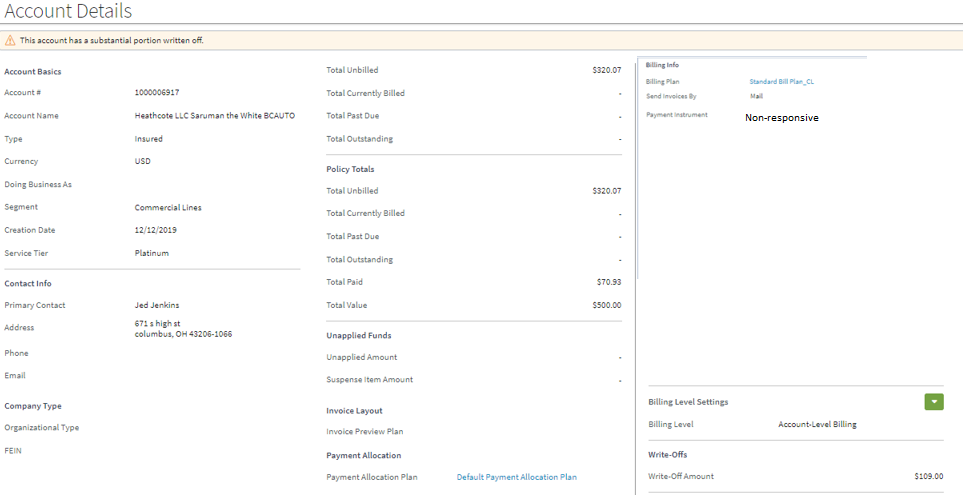 Account Details
This account has a substantial portion written off.
Account Basics
Account # 1000006917
Account Name Heathcote LLC Saruman the White BCAUTO
Type Insured
Currency USD
Doing Business As
Segment Commercial Lines
Creation Date 12/12/2019
Service Tier Platinum
Contact Info
Primary Contact Jed Jenkins
Address 671 s high st
columbus, OH 43206-1066
Phone
Email
Company Type
Organizational Type
FEIN
Total Unbilled $320.07
Total Currently Billed -
Total Past Due -
Total Outstanding -
Policy Totals
Total Unbilled $320.07
Total Currently Billed -
Total Past Due -
Total Outstanding -
Total Paid $70.93
Total Value $500.00
Unapplied Funds
Unapplied Amount -
Suspense Item Amount -
Invoice Layout
Invoice Preview Plan
Payment Allocation
Payment Allocation Plan Default Payment Allocation Plan
Billing Info
Billing Plan Standard Bill Plan_CL
Send Invoices By Mail
Payment Instrument Non-responsive
Billing Level Settings
Billing Level Account-Level Billing
Write-Offs
Write-Off Amount $109.00